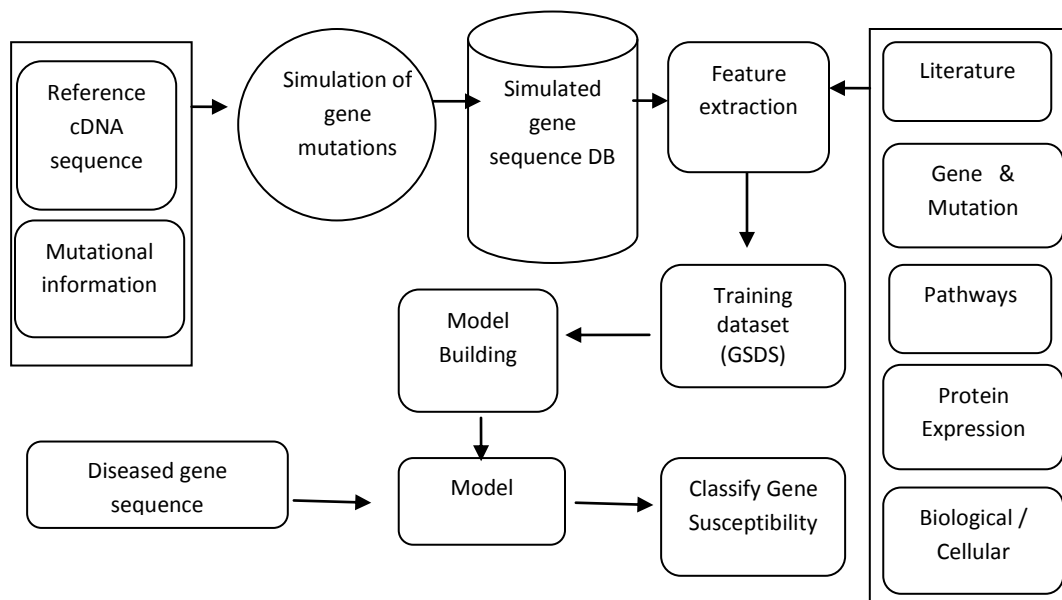 Reference
cDNA
sequence
Mutational
information
Simulation of
gene
mutations
Simulated
gene
sequence DB
Feature
extraction
Literature
Gene & 
Mutation
Pathways
Protein
Expression
Biological /
Cellular
Training
dataset
(GSDS)
Model
Building
Diseased gene
sequence
Model
Classify Gene
Susceptibility